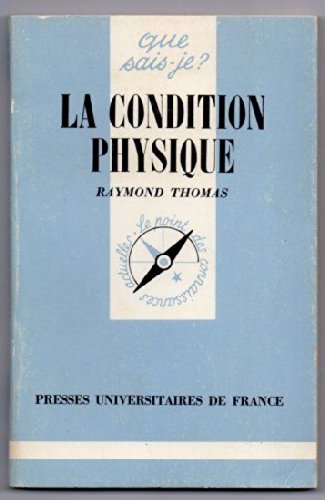 que
sais-je?
LA CONDITION
PHYSIQUE
RAYMOND THOMAS
le point des connaissances actuelles
PRESSES UNIVERSITAIRES DE FRANCE